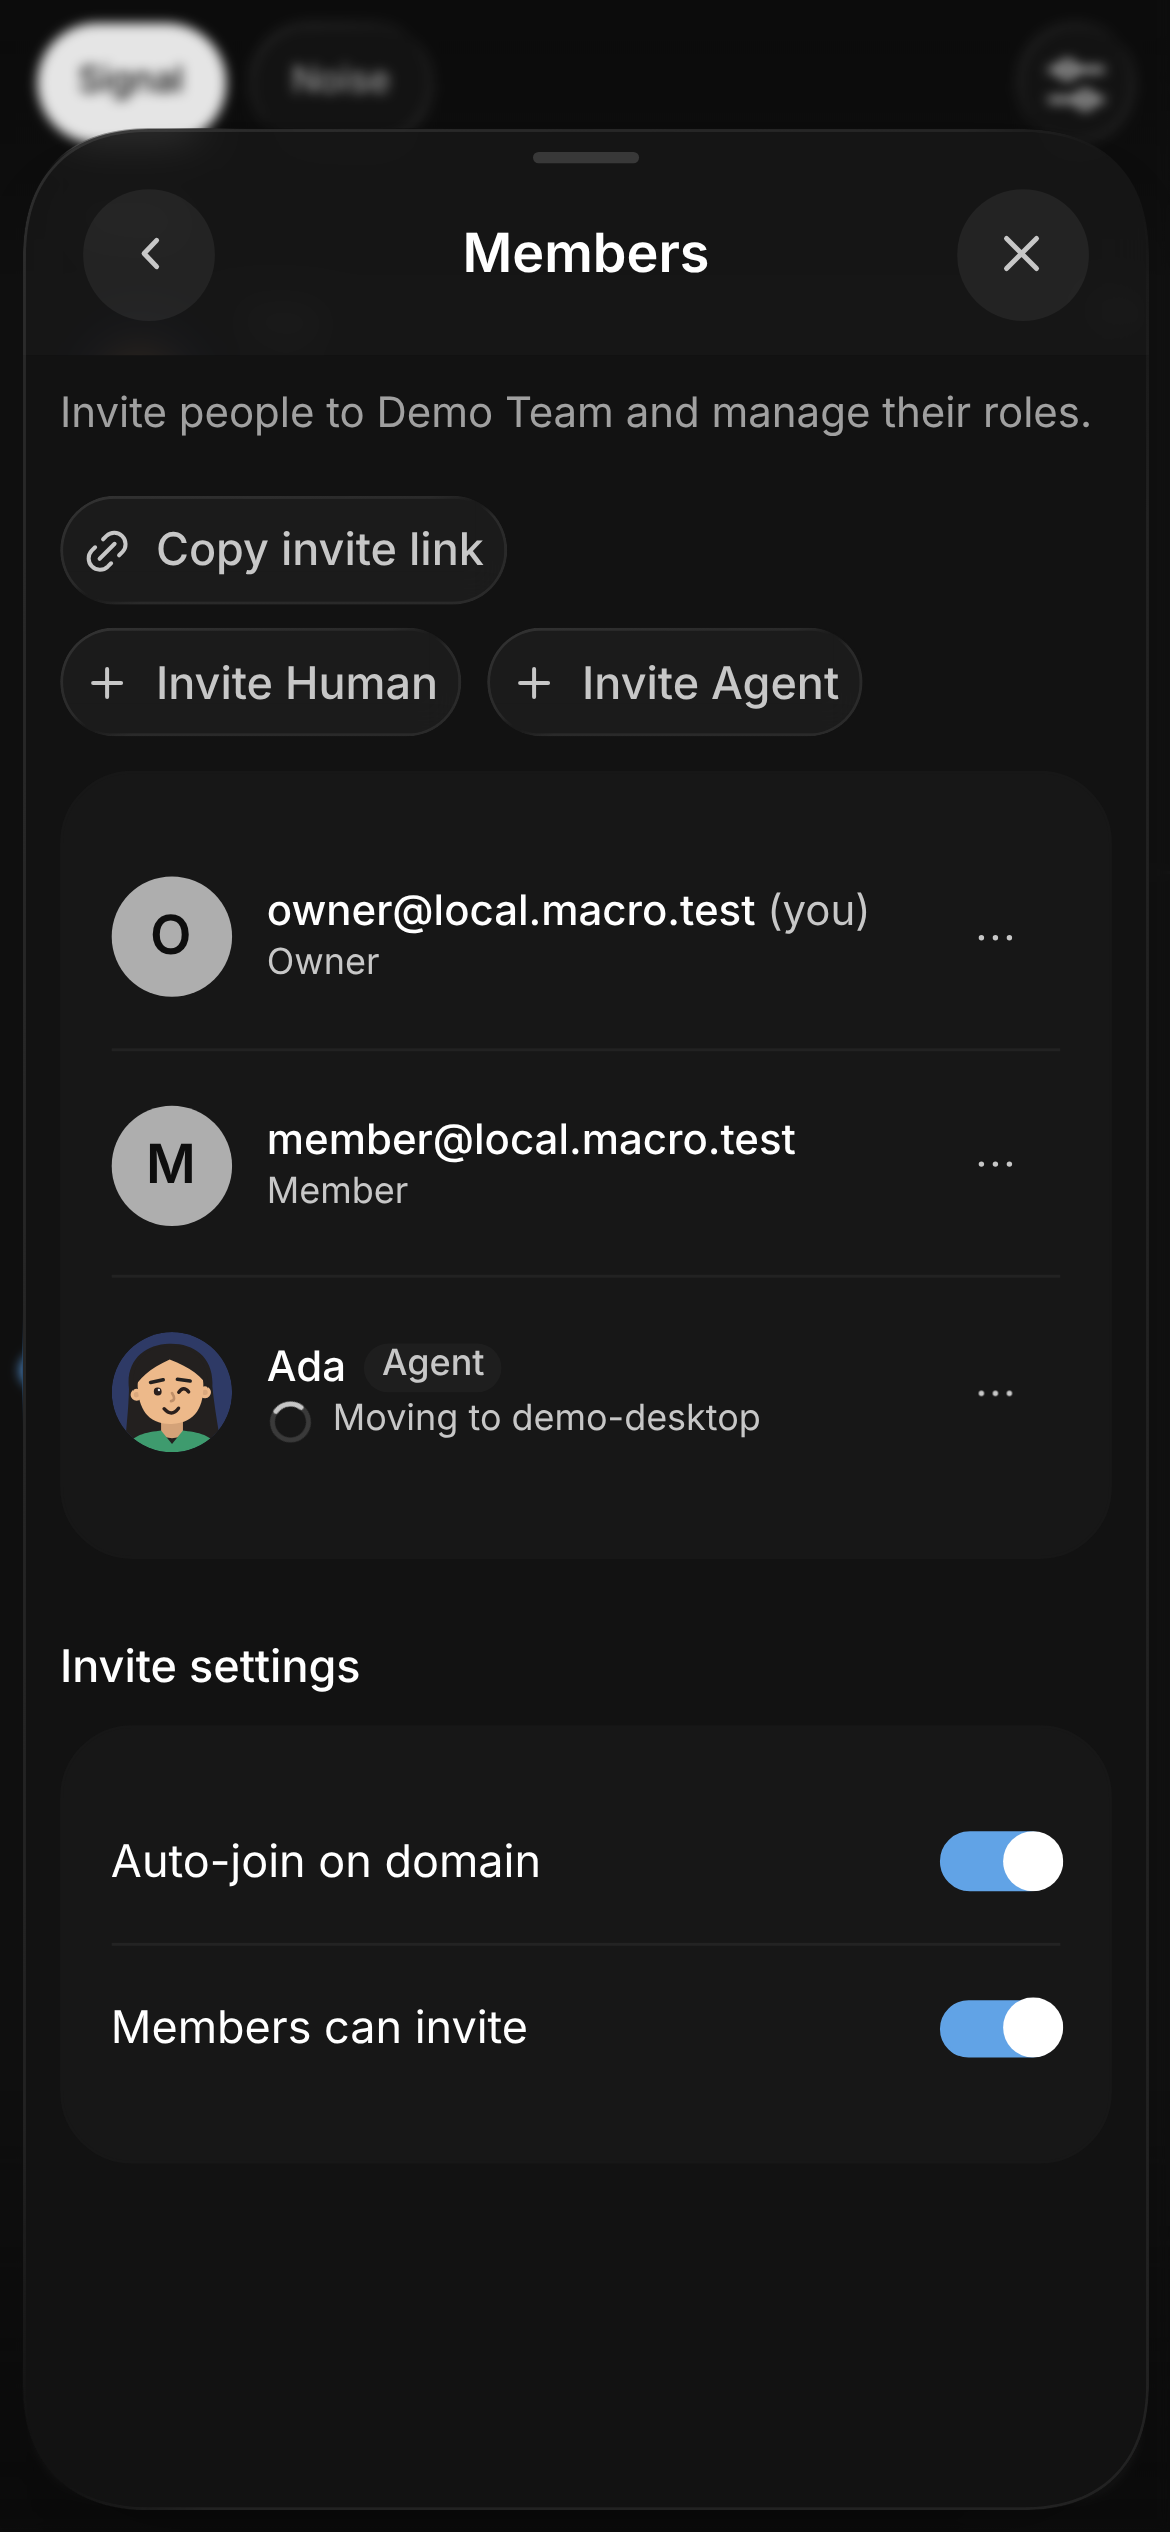 Signal
Noise
Members
Invite people to Demo Team and manage their roles.
Copy invite link
Invite Human
Invite Agent
O
owner@local.macro.test (you)
Owner
M
member@local.macro.test
Member
Ada
Agent
Moving to demo-desktop
Invite settings
Auto-join on domain
Members can invite